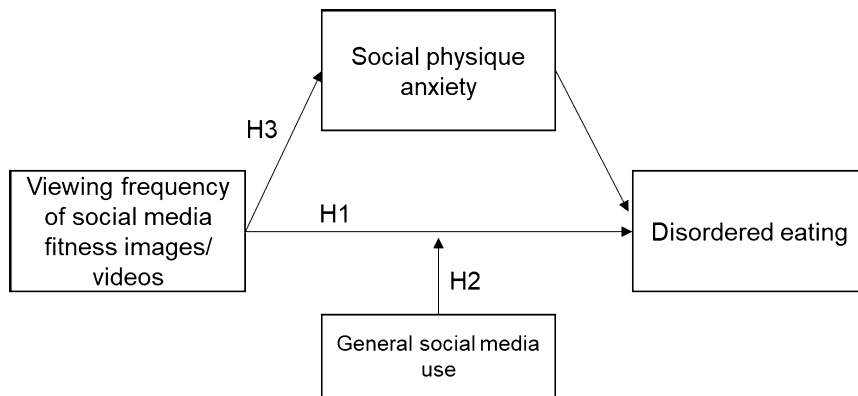 Social physique
anxiety
H3
Viewing frequency
of social media
fitness images/
videos
H1
Disordered eating
H2
General social media
use